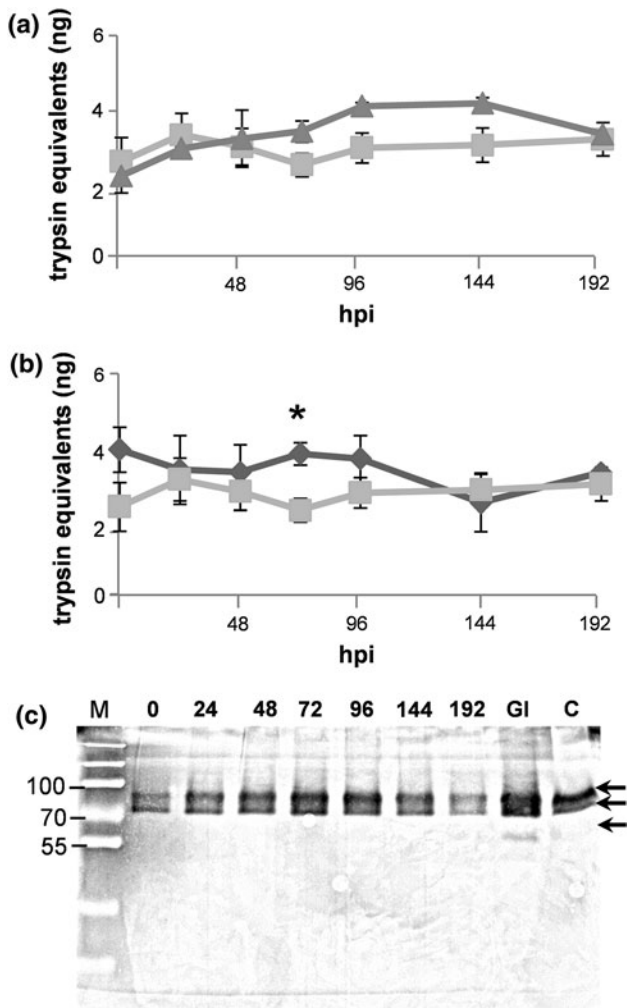 (a)
trypsin equivalents (ng)
6
4
2
0
48
96
144
192
hpi
(b)
trypsin equivalents (ng)
6
4
2
0
*
48
96
144
192
hpi
(c)
M 0 24 48 72 96 144 192 GI C
100
70
55